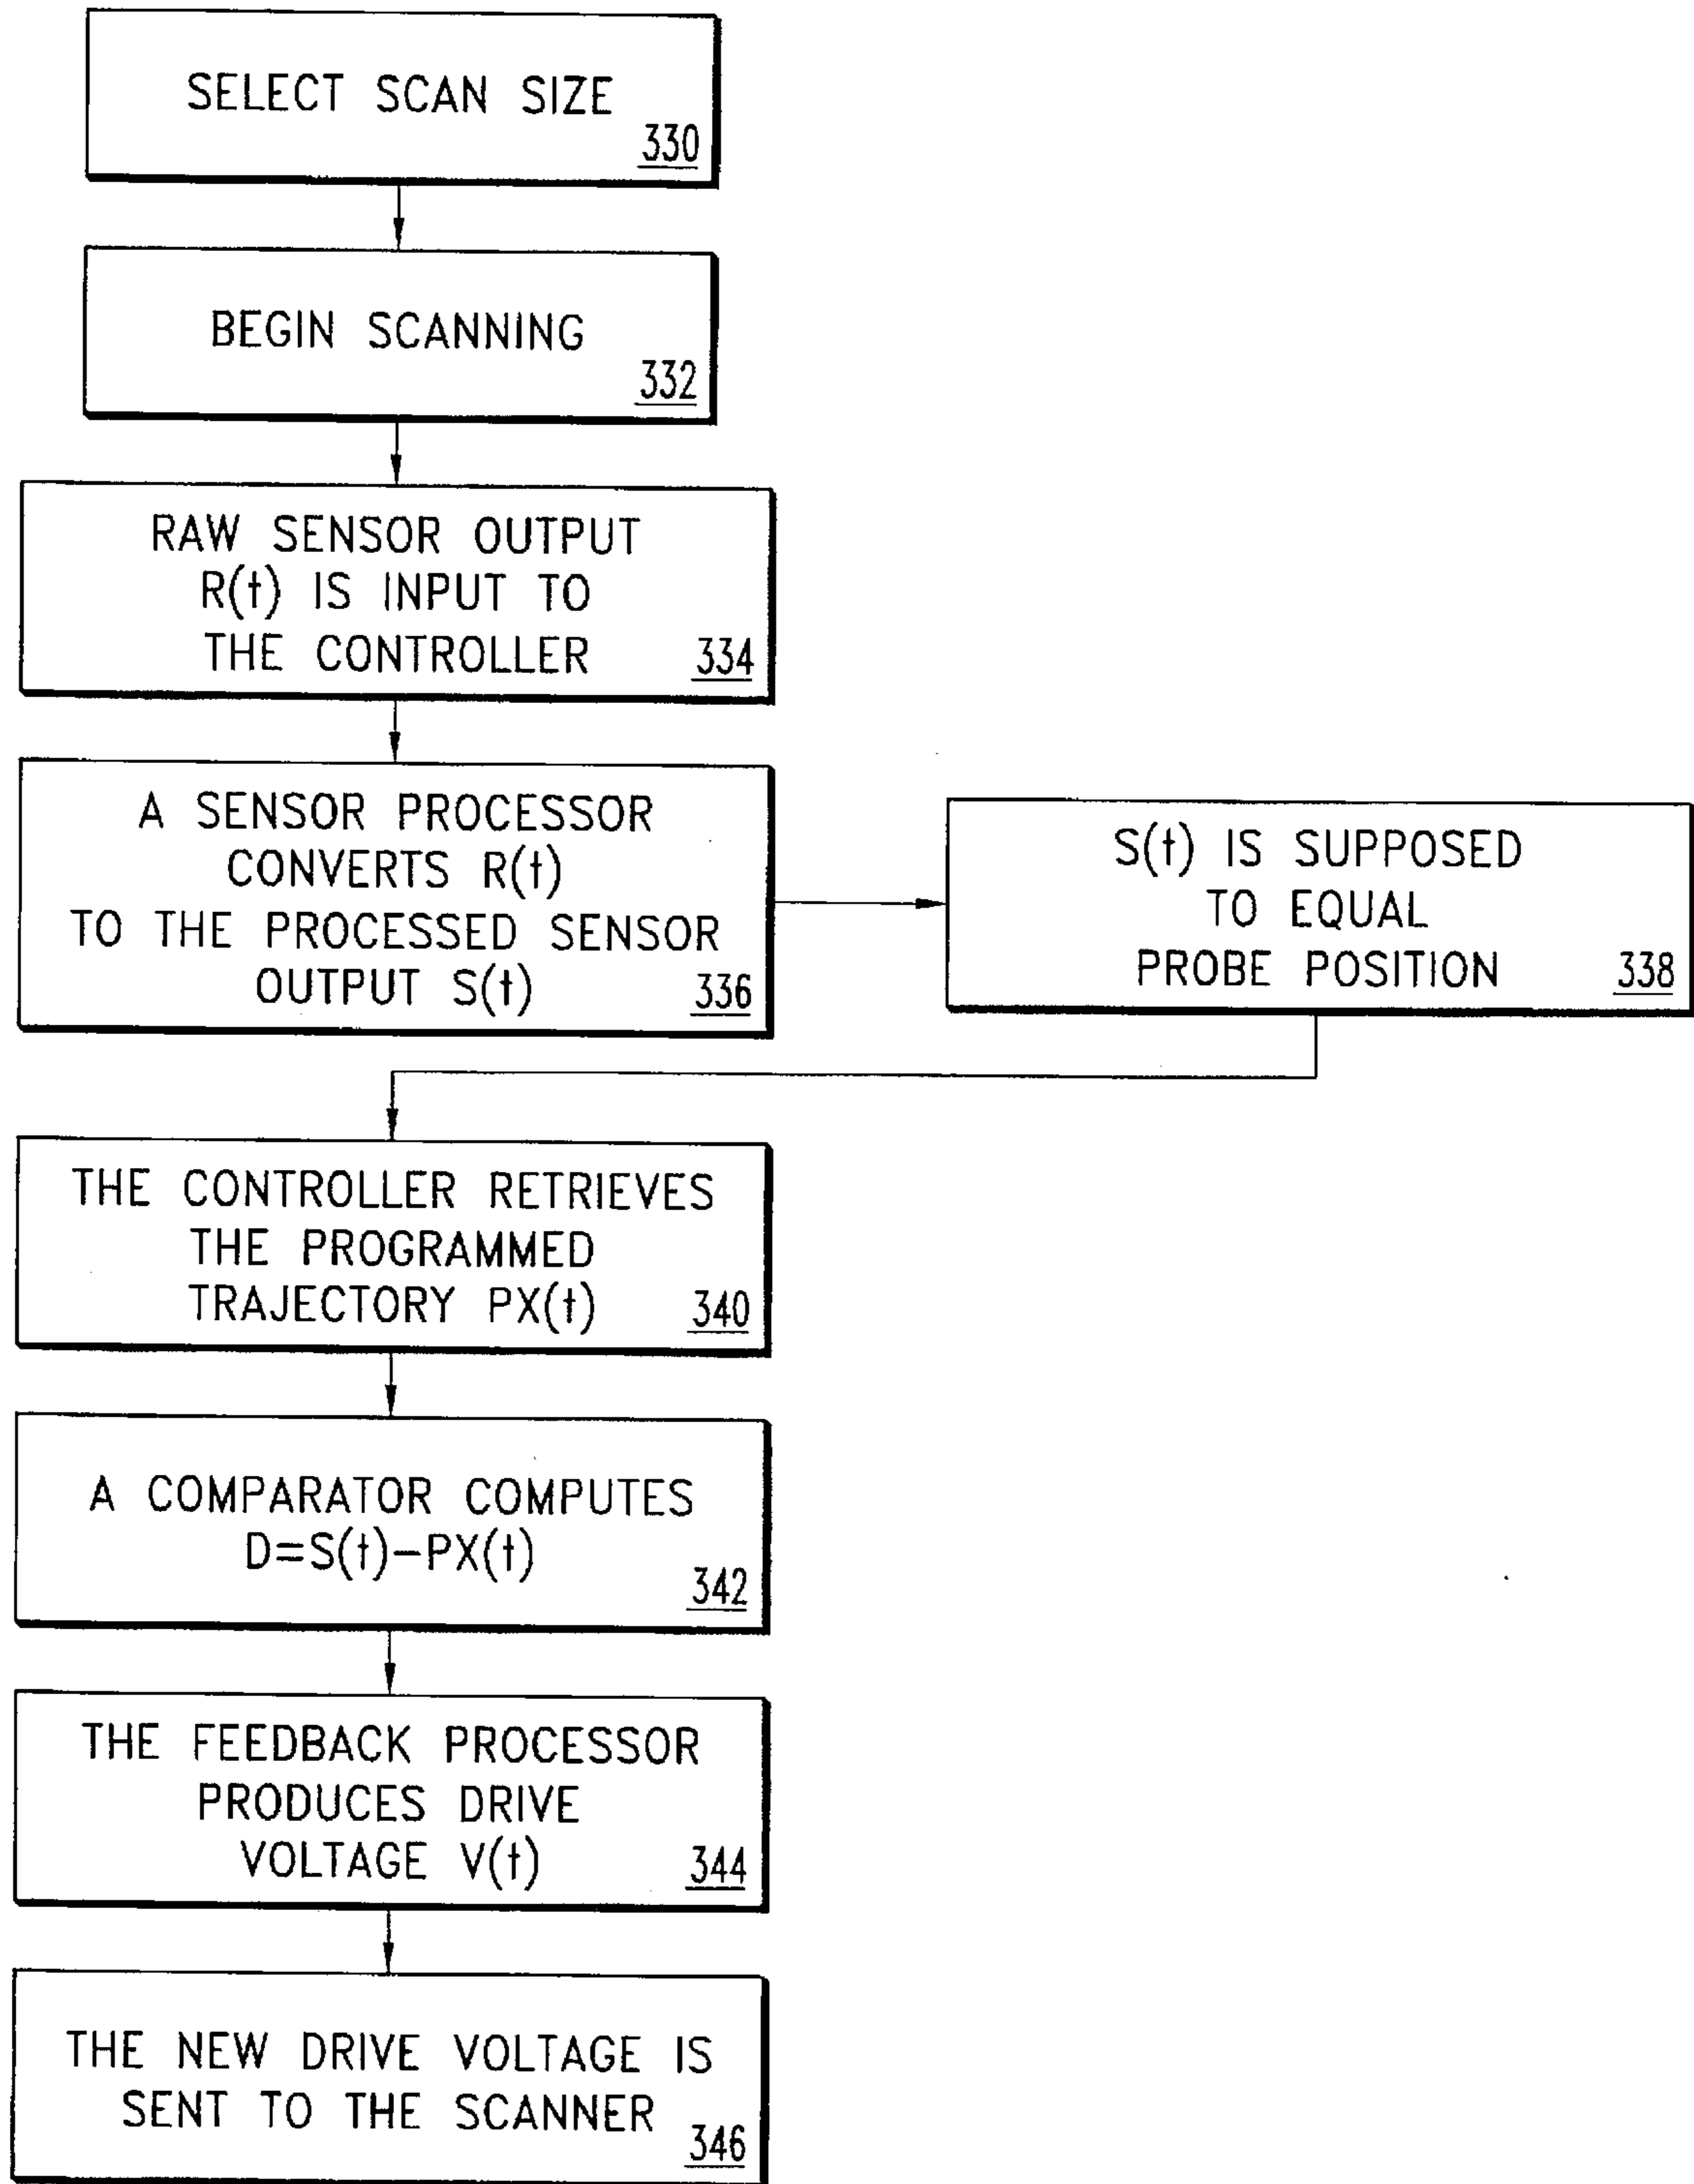 SELECT SCAN SIZE
330
BEGIN SCANNING
332
RAW SENSOR OUTPUT
R(t) IS INPUT TO
THE CONTROLLER 334
A SENSOR PROCESSOR
CONVERTS R(t)
TO THE PROCESSED SENSOR
OUTPUT S(t) 336
S(t) IS SUPPOSED
TO EQUAL
PROBE POSITION 338
THE CONTROLLER RETRIEVES
THE PROGRAMMED
TRAJECTORY PX(t) 340
A COMPARATOR COMPUTES
D=S(t)-PX(t)
342
THE FEEDBACK PROCESSOR
PRODUCES DRIVE
VOLTAGE V(t) 344
THE NEW DRIVE VOLTAGE IS
SENT TO THE SCANNER
346